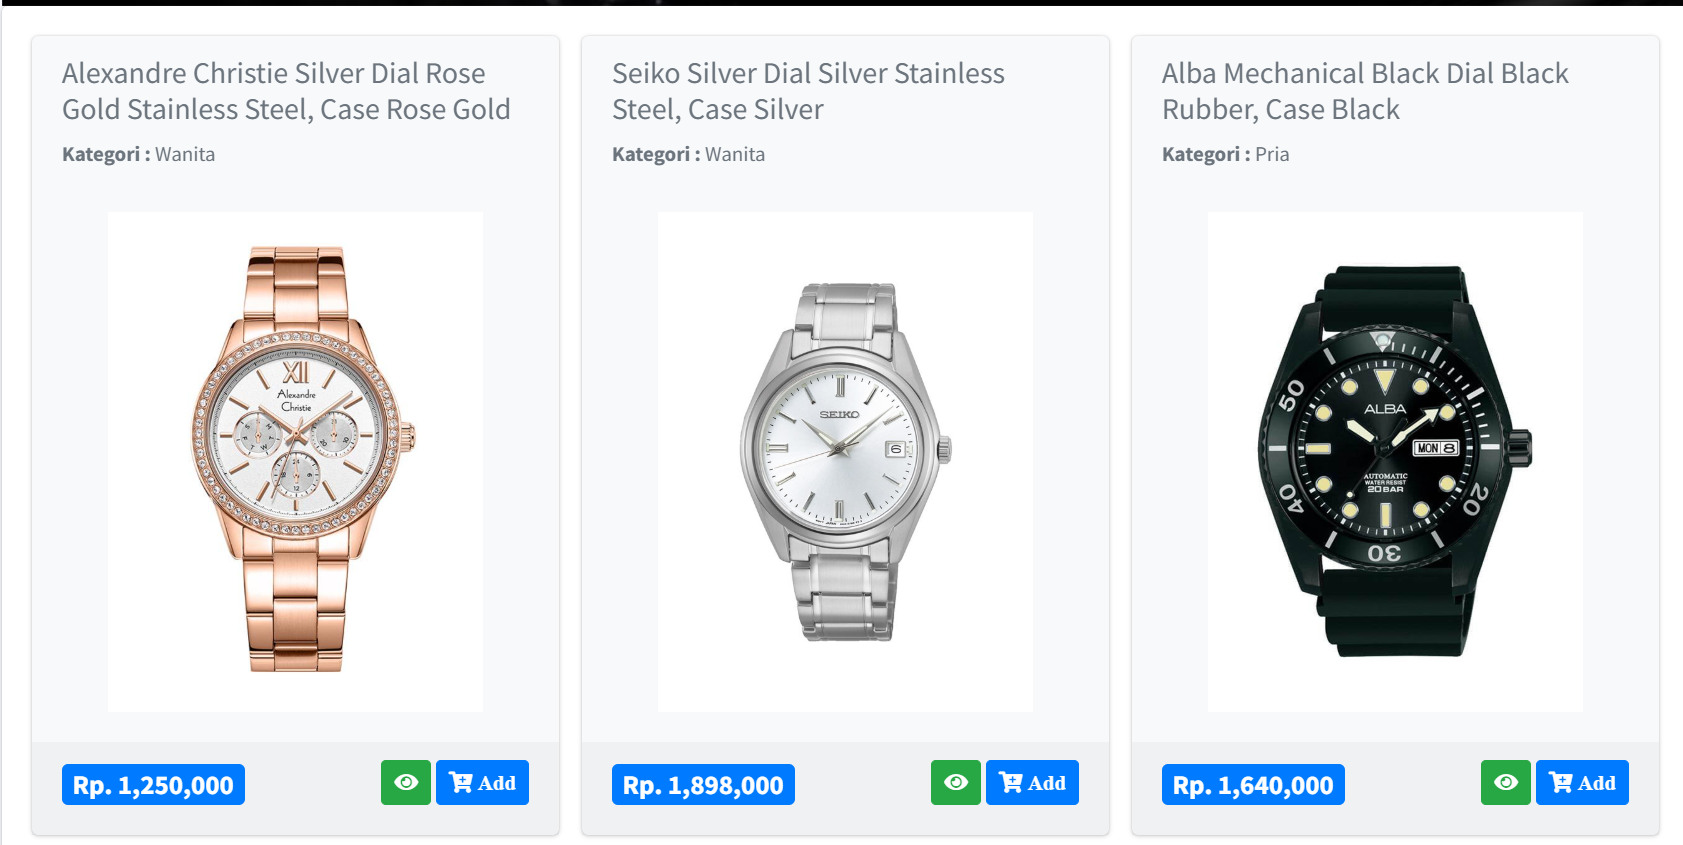 Alexandre Christie Silver Dial Rose
Gold Stainless Steel, Case Rose Gold
Kategori : Wanita
XII
Alexandre
Christie
Rp. 1,250,000
Add
Seiko Silver Dial Silver Stainless
Steel, Case Silver
Kategori : Wanita
SEIKO
6
Rp. 1,898,000
Add
Alba Mechanical Black Dial Black
Rubber, Case Black
Kategori : Pria
50
ALBA
MON 8
AUTOMATIC
WATER RESIST
20 BAR
40
20
30
Rp. 1,640,000
Add